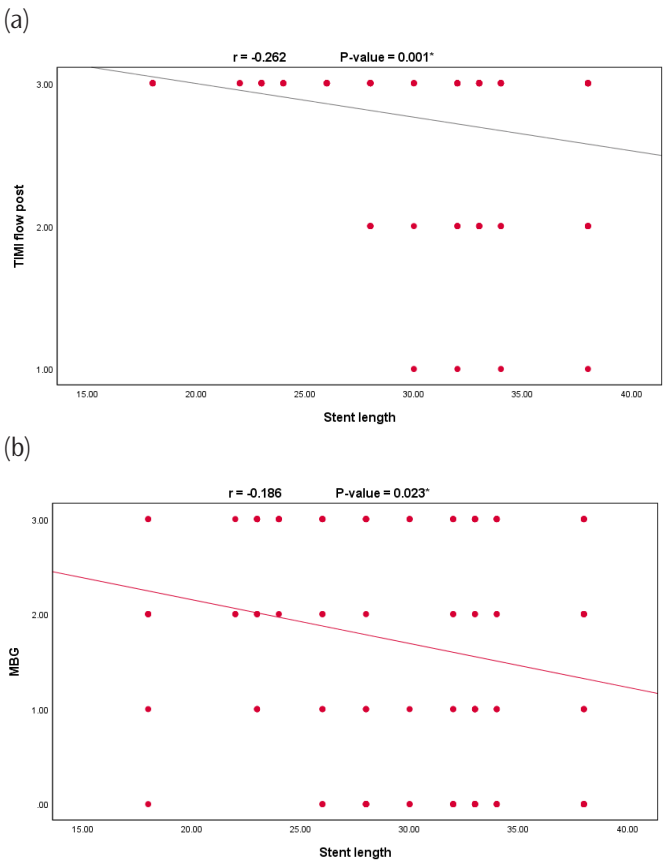 (a)
r = -0.262 P-value = 0.001*
3.00
2.00
1.00
TIMI flow post
15.00 20.00 25.00 30.00 35.00 40.00
Stent length
(b)
r = -0.186 P-value = 0.023*
3.00
2.00
1.00
.00
MBG
15.00 20.00 25.00 30.00 35.00 40.00
Stent length